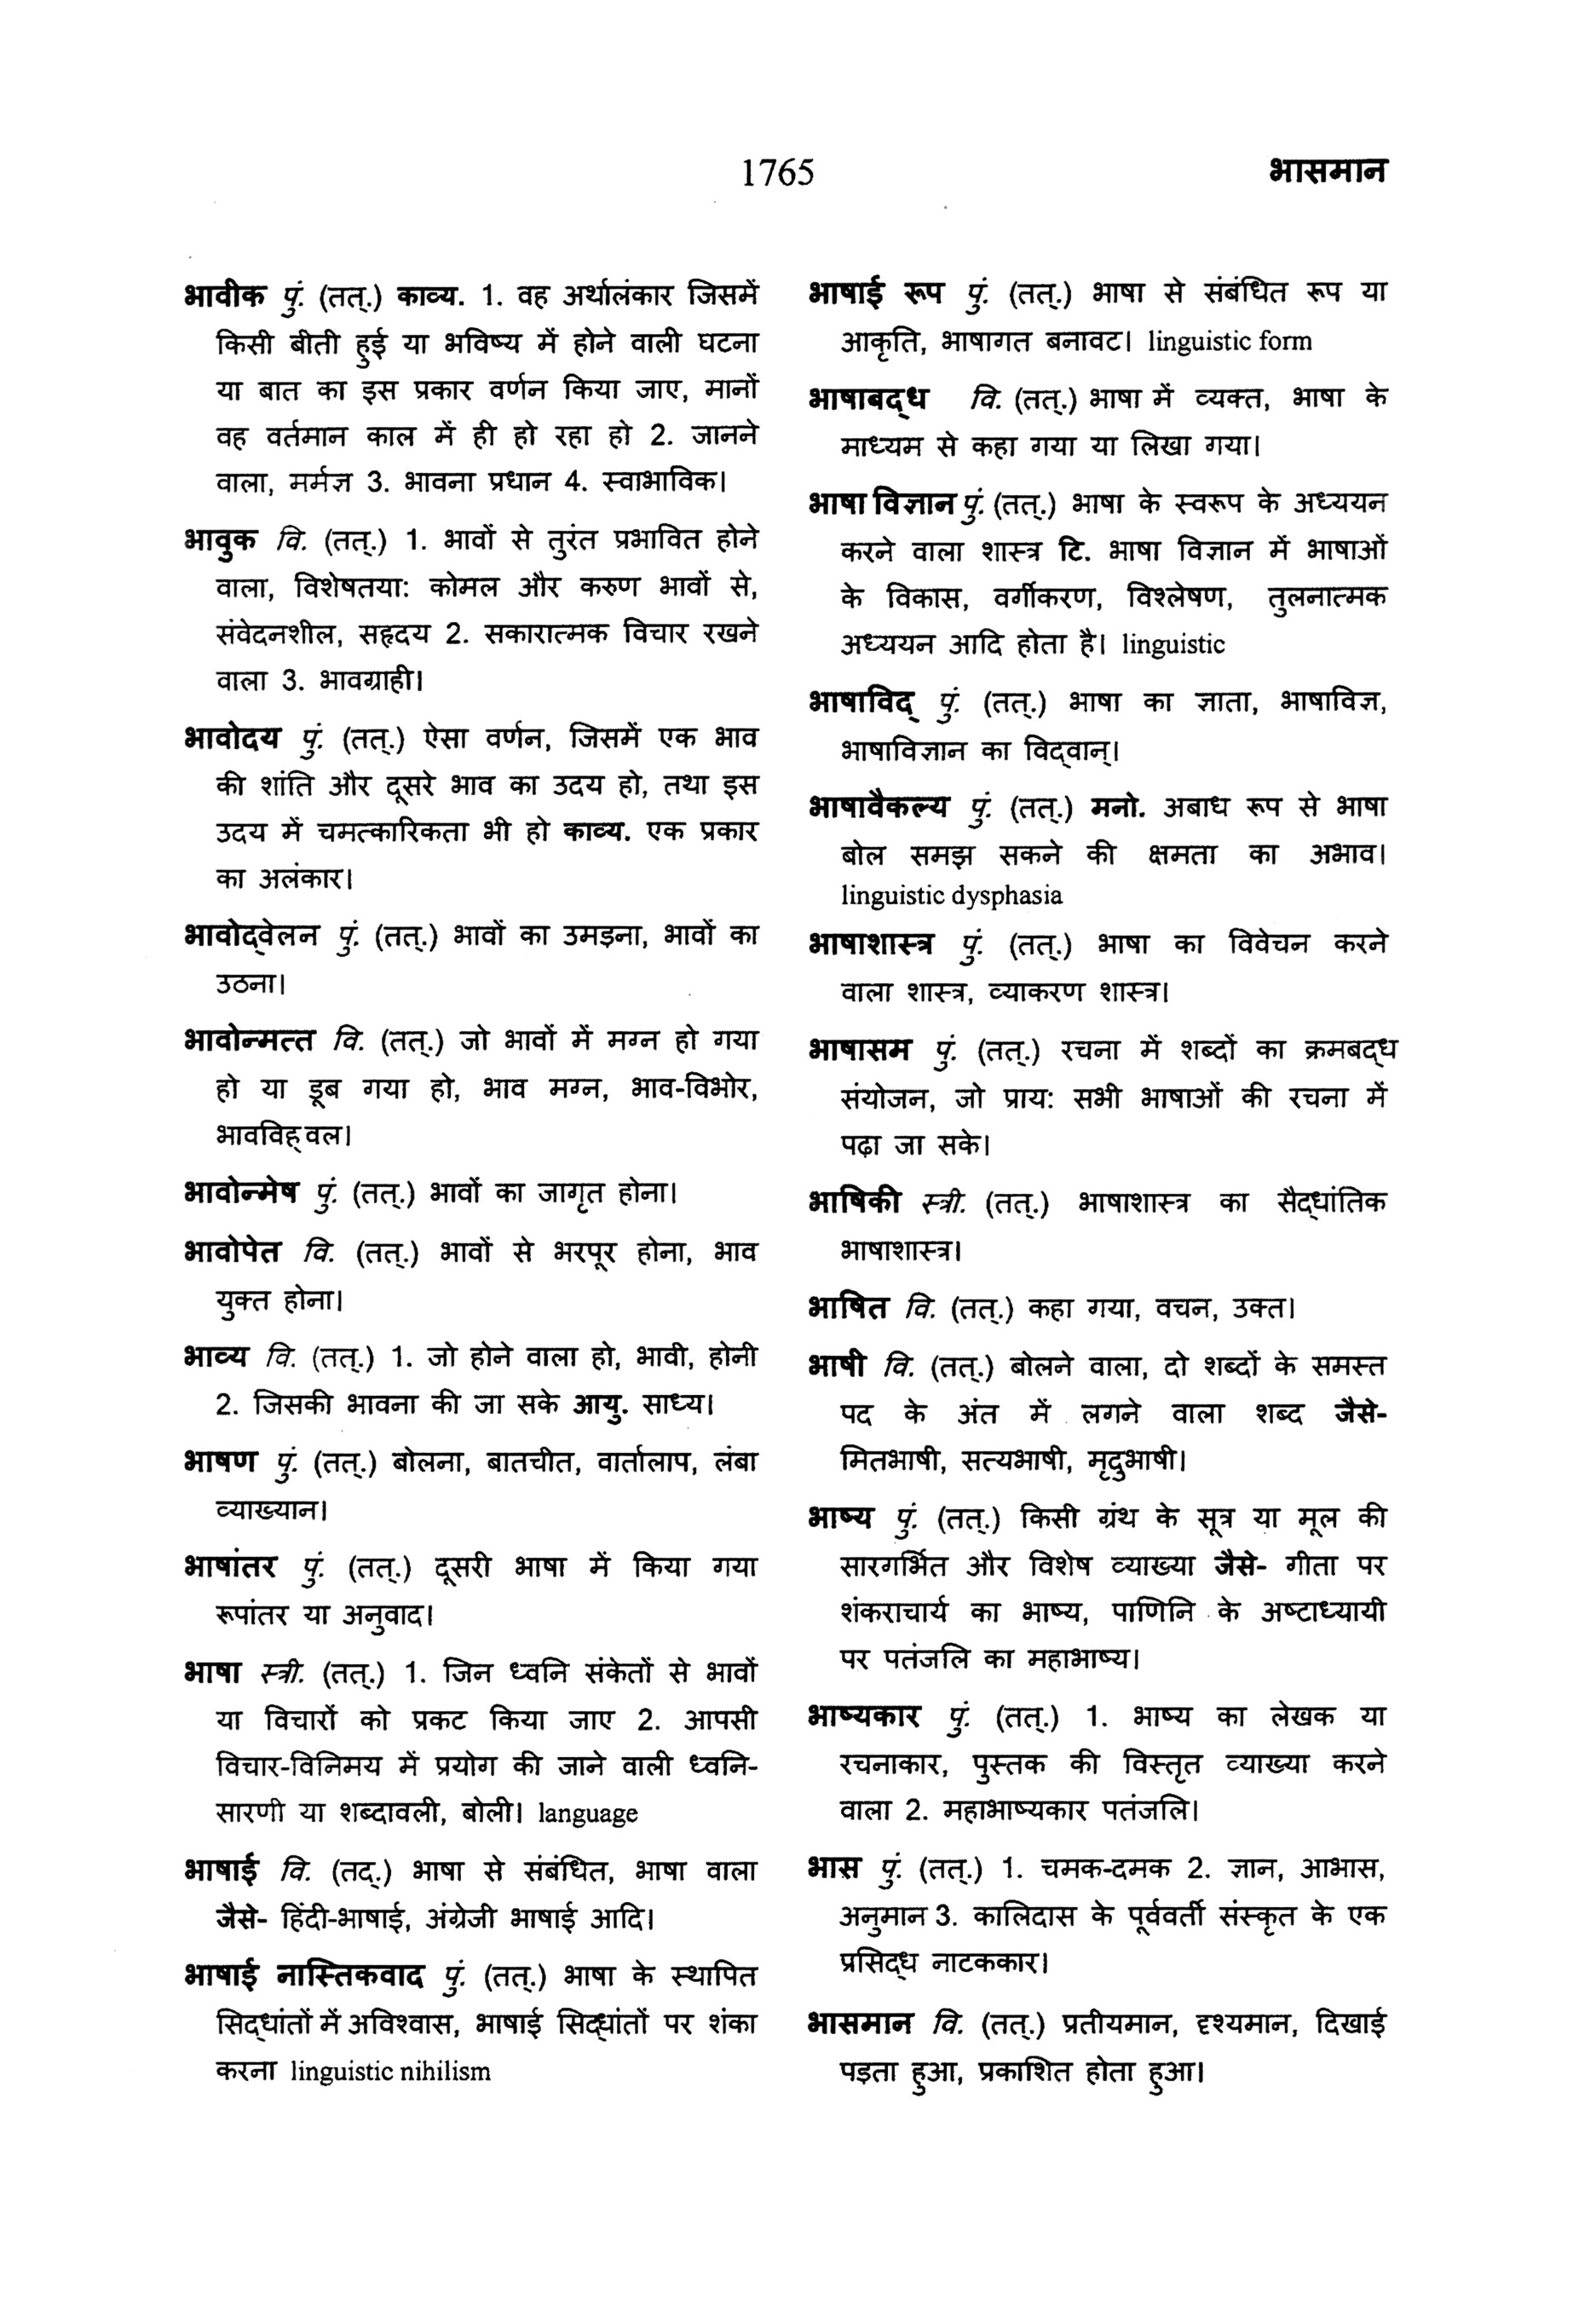 1765
भासमान
भावीक पुं. (तत्.) काव्य. 1. वह अर्थालंकार जिसमें
किसी बीती हुई या भविष्य में होने वाली घटना
या बात का इस प्रकार वर्णन किया जाए, मानों
वह वर्तमान काल में ही हो रहा हो 2. जानने
वाला, मर्मज्ञ 3. भावना प्रधान 4. स्वाभाविक।
भावुक वि. (तत्.) 1. भावों से तुरंत प्रभावित होने
वाला, विशेषतया: कोमल और करुण भावों से,
संवेदनशील, सहृदय 2. सकारात्मक विचार रखने
वाला 3. भावग्राही।
भावोदय पुं. (तत्.) ऐसा वर्णन, जिसमें एक भाव
की शांति और दूसरे भाव का उदय हो, तथा इस
उदय में चमत्कारिकता भी हो काव्य. एक प्रकार
का अलंकार।
भावोद्‌वेलन पुं. (तत्.) भावों का उमड़ना, भावों का
उठना।
भावोन्मत्त वि. (तत्.) जो भावों में मग्न हो गया
हो या डूब गया हो, भाव मग्न, भाव-विभोर,
भावविह्‌वल।
भावोन्मेष पुं. (तत्.) भावों का जागृत होना।
भावोपेत वि. (तत्.) भावों से भरपूर होना, भाव
युक्त होना।
भाव्य वि. (तत्.) 1. जो होने वाला हो, भावी, होनी
2. जिसकी भावना की जा सके आयु. साध्य।
भाषण पुं. (तत्.) बोलना, बातचीत, वार्तालाप, लंबा
व्याख्यान।
भाषांतर पुं. (तत्.) दूसरी भाषा में किया गया
रूपांतर या अनुवाद।
भाषा स्त्री. (तत्.) 1. जिन ध्वनि संकेतों से भावों
या विचारों को प्रकट किया जाए 2. आपसी
विचार-विनिमय में प्रयोग की जाने वाली ध्वनि-
सारणी या शब्दावली, बोली। language
भाषाई वि. (तद्.) भाषा से संबंधित, भाषा वाला
जैसे- हिंदी-भाषाई, अंग्रेजी भाषाई आदि।
भाषाई नास्तिकवाद पुं. (तत्.) भाषा के स्थापित
सिद्‌धांतों में अविश्वास, भाषाई सिद्‌धांतों पर शंका
करना linguistic nihilism
भाषाई रूप पुं. (तत्.) भाषा से संबंधित रूप या
आकृति, भाषागत बनावट। linguistic form
भाषाबद्‌ध वि. (तत्.) भाषा में व्यक्त, भाषा के
माध्यम से कहा गया या लिखा गया।
भाषा विज्ञान पुं. (तत्.) भाषा के स्वरूप के अध्ययन
करने वाला शास्त्र टि. भाषा विज्ञान में भाषाओं
के विकास, वर्गीकरण, विश्लेषण, तुलनात्मक
अध्ययन आदि होता है। linguistic
भाषाविद् पुं. (तत्.) भाषा का ज्ञाता, भाषाविज्ञ,
भाषाविज्ञान का विद्‌वान्।
भाषावैकल्य पुं. (तत्.) मनो. अबाध रूप से भाषा
बोल समझ सकने की क्षमता का अभाव।
linguistic dysphasia
भाषाशास्त्र पुं. (तत्.) भाषा का विवेचन करने
वाला शास्त्र, व्याकरण शास्त्र।
भाषासम पुं. (तत्.) रचना में शब्दों का क्रमबद्‌ध
संयोजन, जो प्राय: सभी भाषाओं की रचना में
पढ़ा जा सके।
भाषिकी स्त्री. (तत्.) भाषाशास्त्र का सैद्‌धांतिक
भाषाशास्त्र।
भाषित वि. (तत्.) कहा गया, वचन, उक्त।
भाषी वि. (तत्.) बोलने वाला, दो शब्दों के समस्त
पद के अंत में लगने वाला शब्द जैसे-
मितभाषी, सत्यभाषी, मृदुभाषी।
भाष्य पुं. (तत्.) किसी ग्रंथ के सूत्र या मूल की
सारगर्भित और विशेष व्याख्या जैसे- गीता पर
शंकराचार्य का भाष्य, पाणिनि के अष्टाध्यायी
पर पतंजलि का महाभाष्य।
भाष्यकार पुं. (तत्.) 1. भाष्य का लेखक या
रचनाकार, पुस्तक की विस्तृत व्याख्या करने
वाला 2. महाभाष्यकार पतंजलि।
भास पुं. (तत्.) 1. चमक-दमक 2. ज्ञान, आभास,
अनुमान 3. कालिदास के पूर्ववर्ती संस्कृत के एक
प्रसिद्‌ध नाटककार।
भासमान वि. (तत्.) प्रतीयमान, दृश्यमान, दिखाई
पड़ता हुआ, प्रकाशित होता हुआ।